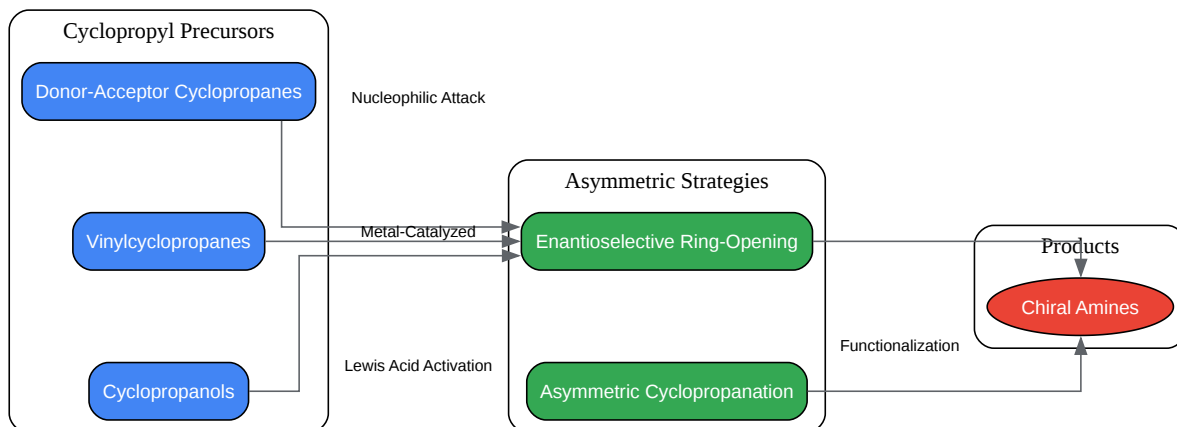 Cyclopropyl Precursors
Donor-Acceptor Cyclopropanes
Nucleophilic Attack
Asymmetric Strategies
Vinylcyclopropanes
Metal-Catalyzed
Enantioselective Ring-Opening
Products
Chiral Amines
Functionalization
Lewis Acid Activation
Cyclopropanols
Asymmetric Cyclopropanation